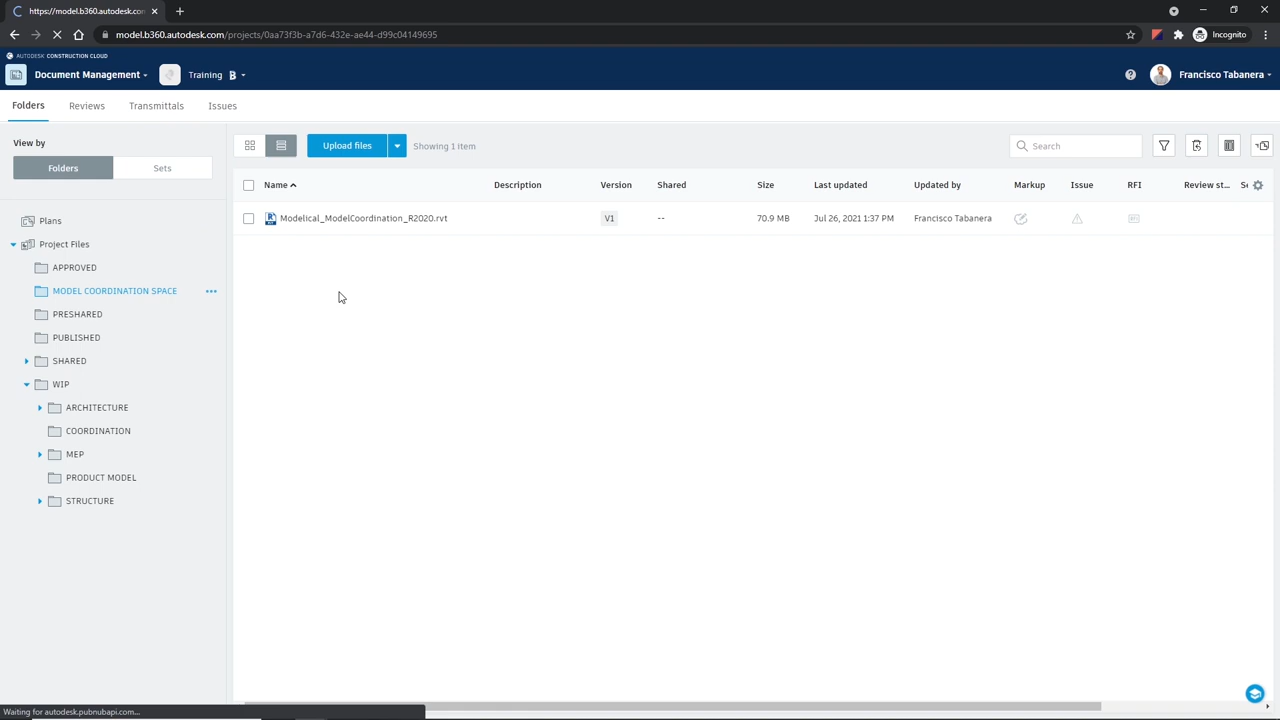 https://model.b360.autodesk.com
model.b360.autodesk.com/projects/0aa73f3b-a7d6-432e-ae44-d99c04149695
Incognito
AUTODESK CONSTRUCTION CLOUD
Document Management
Training
Francisco Tabanera
Folders
Reviews
Transmittals
Issues
View by
Folders
Sets
Upload files
Showing 1 item
Search
Name
Description
Version
Shared
Size
Last updated
Updated by
Markup
Issue
RFI
Review st...
Modelical_ModelCoordination_R2020.rvt
V1
--
70.9 MB
Jul 26, 2021 1:37 PM
Francisco Tabanera
Plans
Project Files
APPROVED
MODEL COORDINATION SPACE
PRESHARED
PUBLISHED
SHARED
WIP
ARCHITECTURE
COORDINATION
MEP
PRODUCT MODEL
STRUCTURE
Waiting for autodesk.pubnubapi.com...